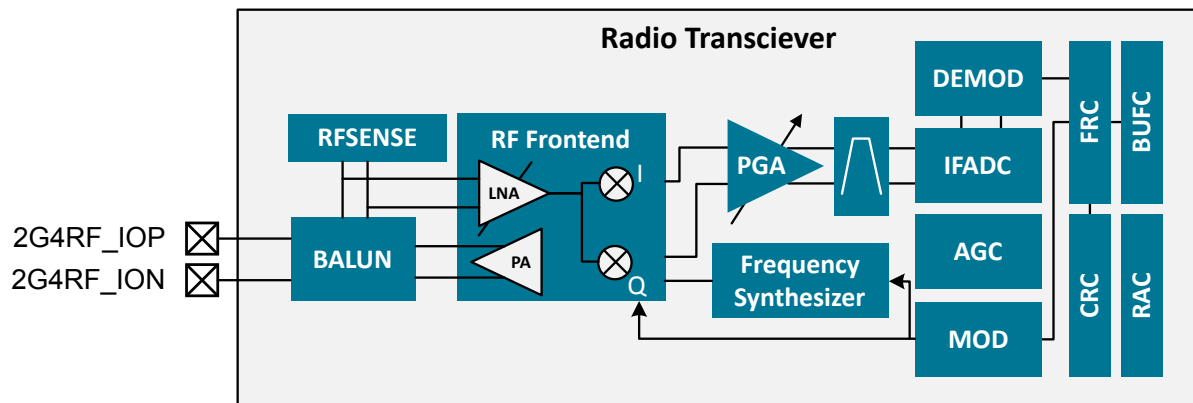 Radio Transciever
DEMOD
FRC
BUFC
RFSENSE
RF Frontend
I
LNA
PGA
IFADC
2G4RF_IOP
2G4RF_ION
BALUN
PA
Q
Frequency
Synthesizer
AGC
MOD
CRC
RAC